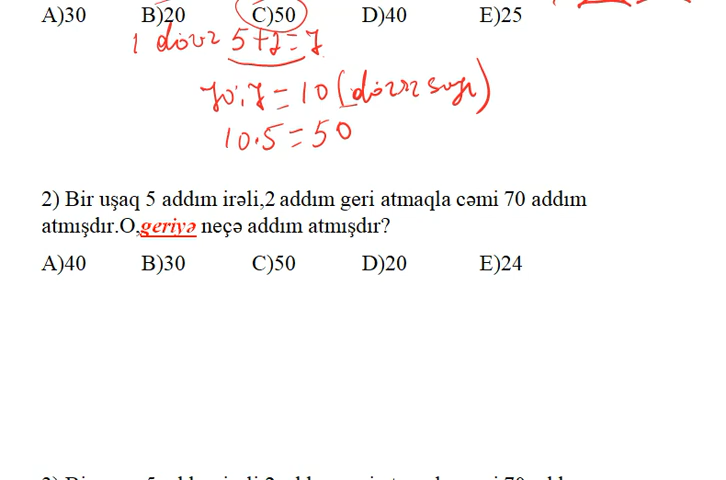 A)30 B)20 C)50 D)40 E)25
1 dövr 5+2=7
70:7=10(dövr sayı)
10·5=50
2) Bir uşaq 5 addım irəli,2 addım geri atmaqla cəmi 70 addım
atmışdır.O,geriyə neçə addım atmışdır?
A)40 B)30 C)50 D)20 E)24